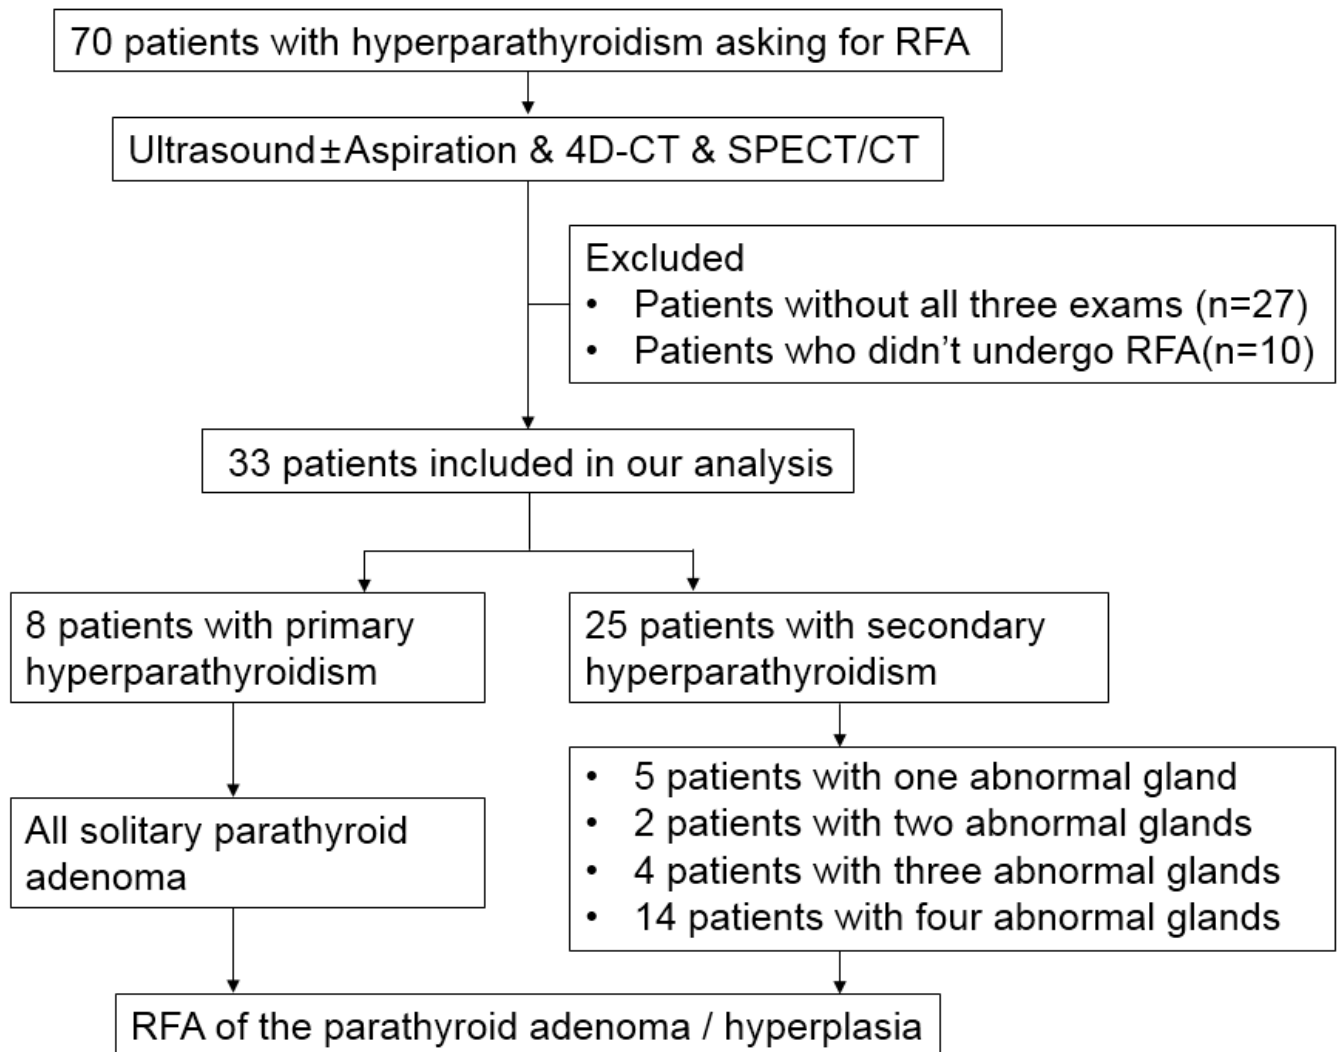 70 patients with hyperparathyroidism asking for RFA
Ultrasound±Aspiration & 4D-CT & SPECT/CT
Excluded
• Patients without all three exams (n=27)
• Patients who didn’t undergo RFA(n=10)
33 patients included in our analysis
8 patients with primary
hyperparathyroidism
25 patients with secondary
hyperparathyroidism
All solitary parathyroid
adenoma
• 5 patients with one abnormal gland
• 2 patients with two abnormal glands
• 4 patients with three abnormal glands
• 14 patients with four abnormal glands
RFA of the parathyroid adenoma / hyperplasia